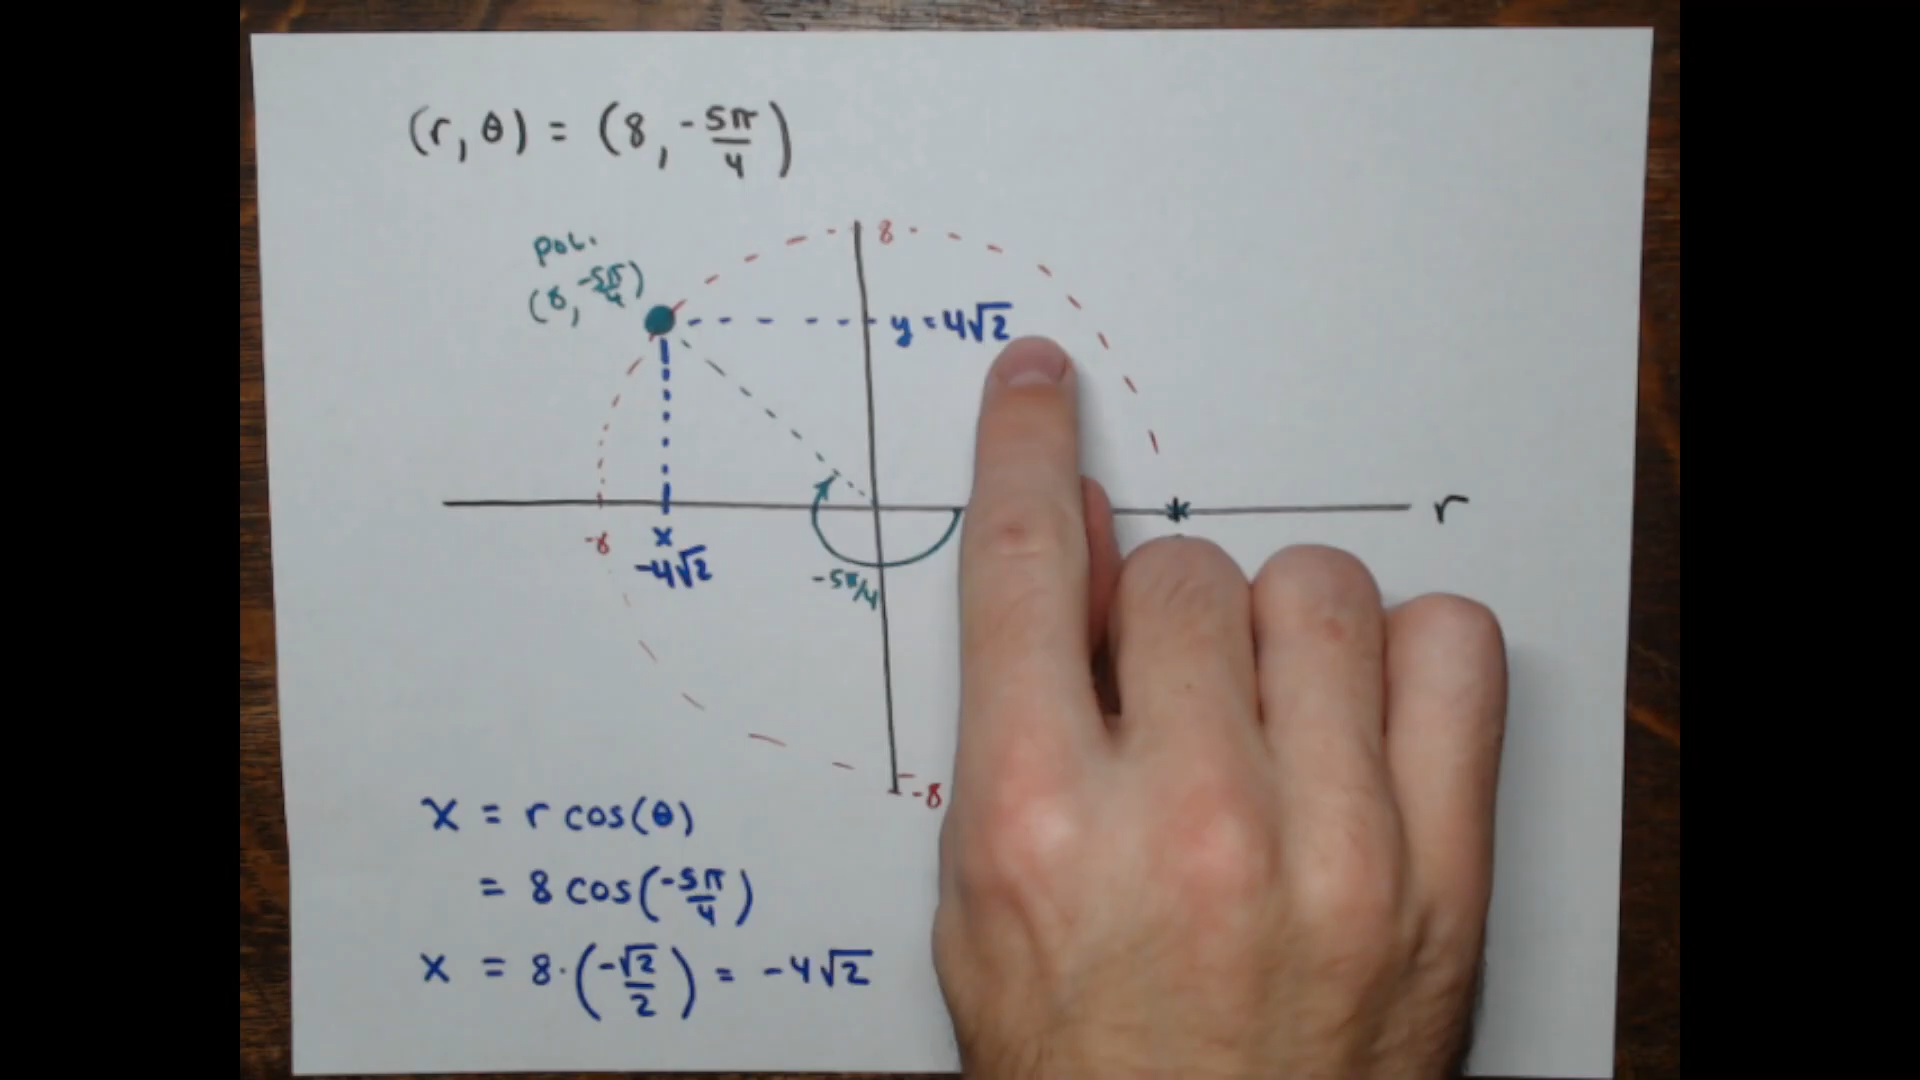 (r, θ) = (8, -5π/4)
8
pol.
(8, -5π/4)
y = 4√2
r
-8
x
-4√2
-5π/4
-8
x = r cos(θ)
= 8 cos(-5π/4)
x = 8·(-√2/2) = -4√2